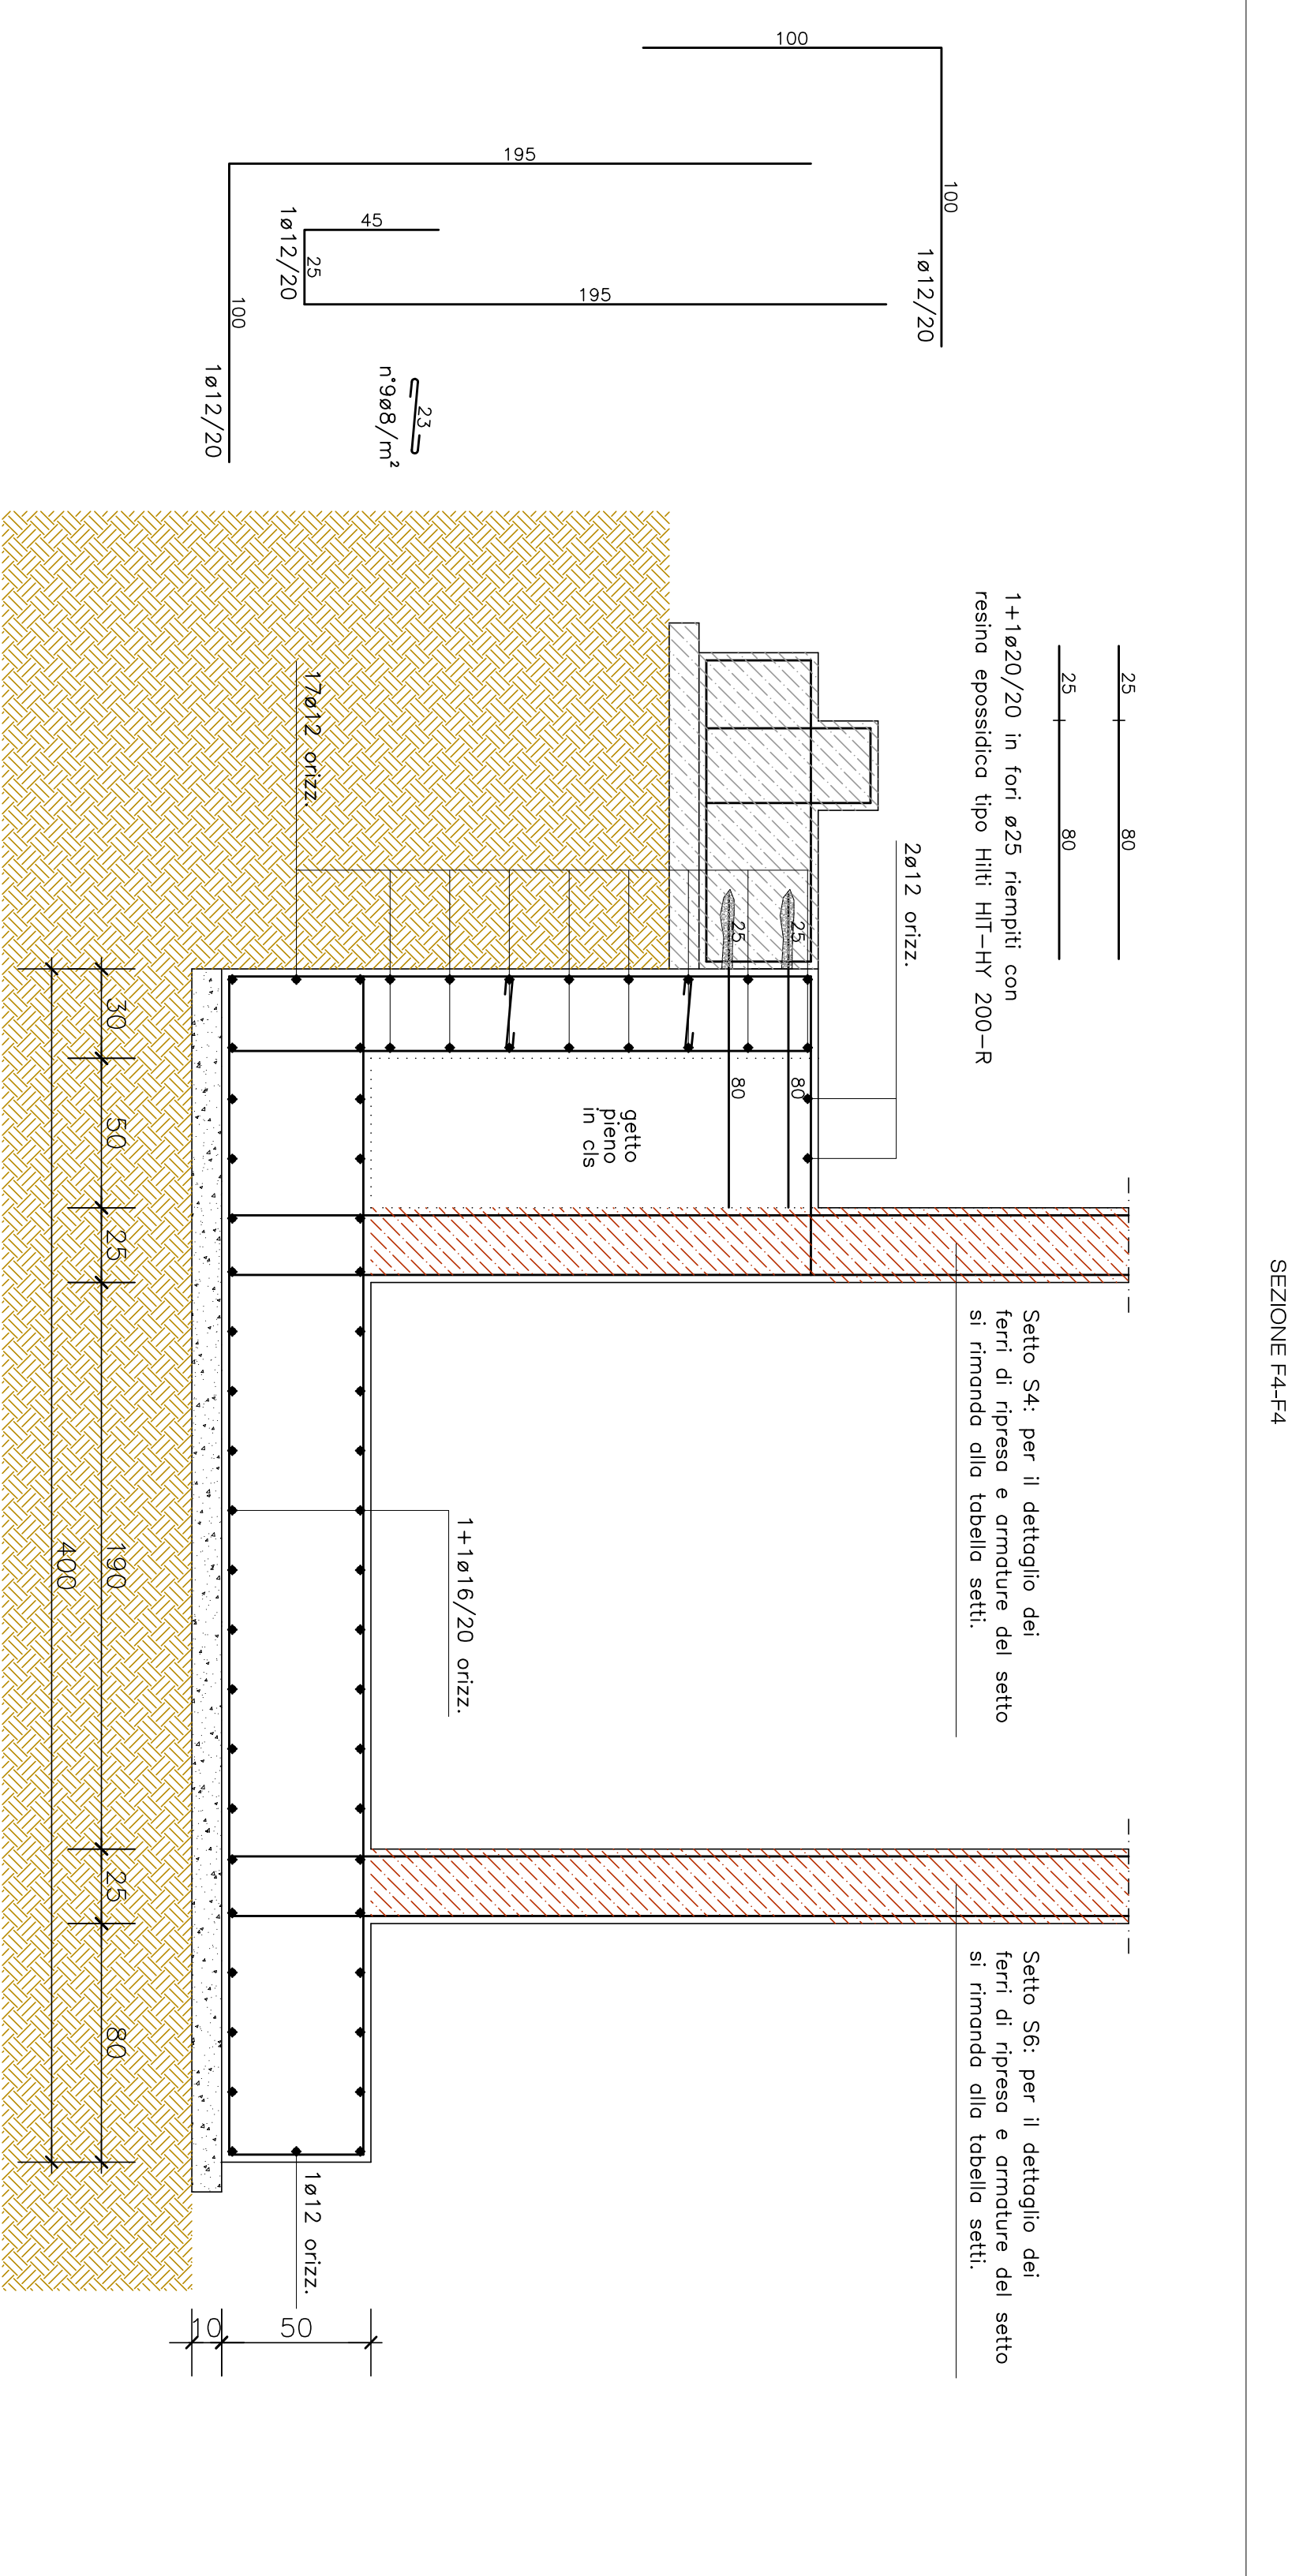 SEZIONE F4-F4
25
80
25
80
1+1ø20/20 in fori ø25 riempiti con
resina epossidica tipo Hilti HIT-HY 200-R
100
100
1ø12/20
195
100
1ø12/20
45
25
195
1ø12/20
23
n°9ø8/m²
2ø12 orizz.
Setto S4: per il dettaglio dei
ferri di ripresa e armature del setto
si rimanda alla tabella setti.
Setto S6: per il dettaglio dei
ferri di ripresa e armature del setto
si rimanda alla tabella setti.
25
80
25
80
getto
pieno
in cls
17ø12 orizz.
1+1ø16/20 orizz.
1ø12 orizz.
50
10
30
50
25
190
25
80
400